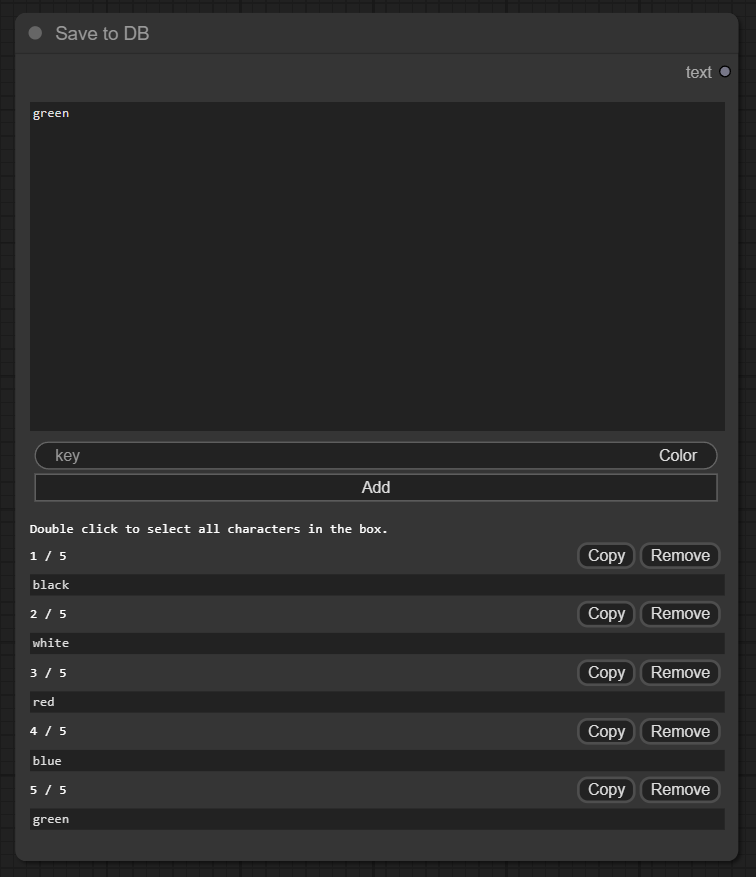 Save to DB
text
green
key Color
Add
Double click to select all characters in the box.
1 / 5 Copy Remove
black
2 / 5 Copy Remove
white
3 / 5 Copy Remove
red
4 / 5 Copy Remove
blue
5 / 5 Copy Remove
green